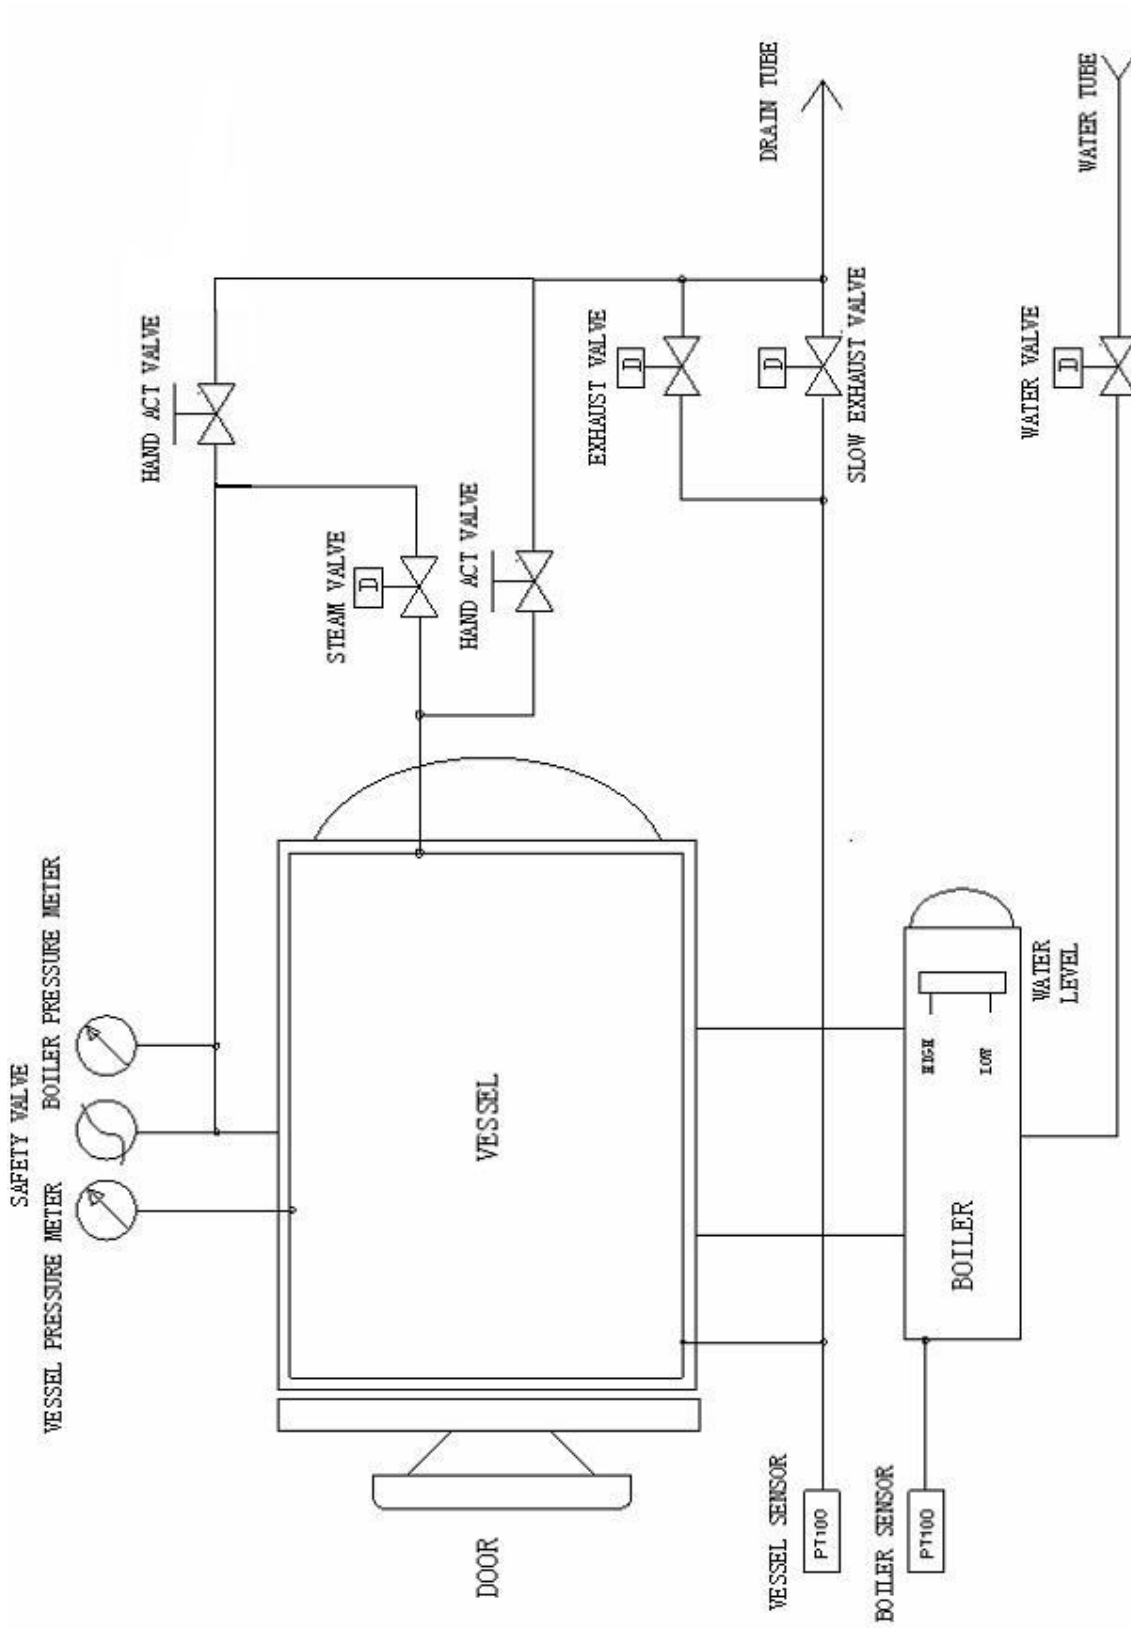 SAFETY VALVE
VESSEL PRESSURE METER
BOILER PRESSURE METER
HAND ACT VALVE
STEAM VALVE
D
HAND ACT VALVE
DOOR
VESSEL
EXHAUST VALVE
D
DRAIN TUBE
D
SLOW EXHAUST VALVE
VESSEL SENSOR
PT100
BOILER SENSOR
PT100
BOILER
HIGH
LOW
WATER
LEVEL
WATER VALVE
D
WATER TUBE